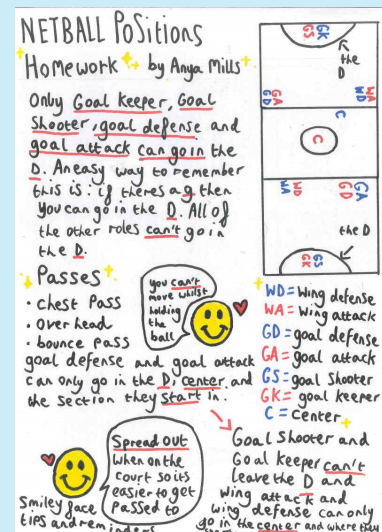 NETBALL Positions
Homework by Anya Mills
Only Goal keeper, Goal
Shooter, goal defense and
goal attack can go in the
D. An easy way to remember
this is: if theres a g then
you can go in the D. All of
the other roles can't go in
the D.
GK
GS
the
D
GA
GD
WA
WD
C
C
WA
WD
GA
GD
the D
GS
GK
Passes
• chest Pass
• over head
• bounce pass
you can't
move whilst
holding
the
ball
goal defense and goal attack
can only go in the D, center and
the section they start in.
WD = Wing defense
WA = Wing attack
GD = goal defense
GA = goal attack
GS = goal Shooter
GK = goal keeper
C = center
Spread out
when on the
court so its
easier to get
Passed to
Smiley face
tips and reminders
Goal Shooter and
Goal keeper can't
leave the D and
wing attack and
wing defense can only
go in the center and where they